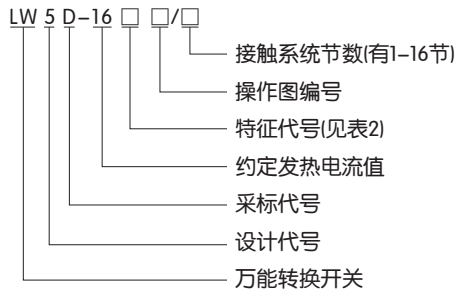 LW 5 D-16 □ □/□
接触系统节数(有1-16节)
操作图编号
特征代号(见表2)
约定发热电流值
采标代号
设计代号
万能转换开关